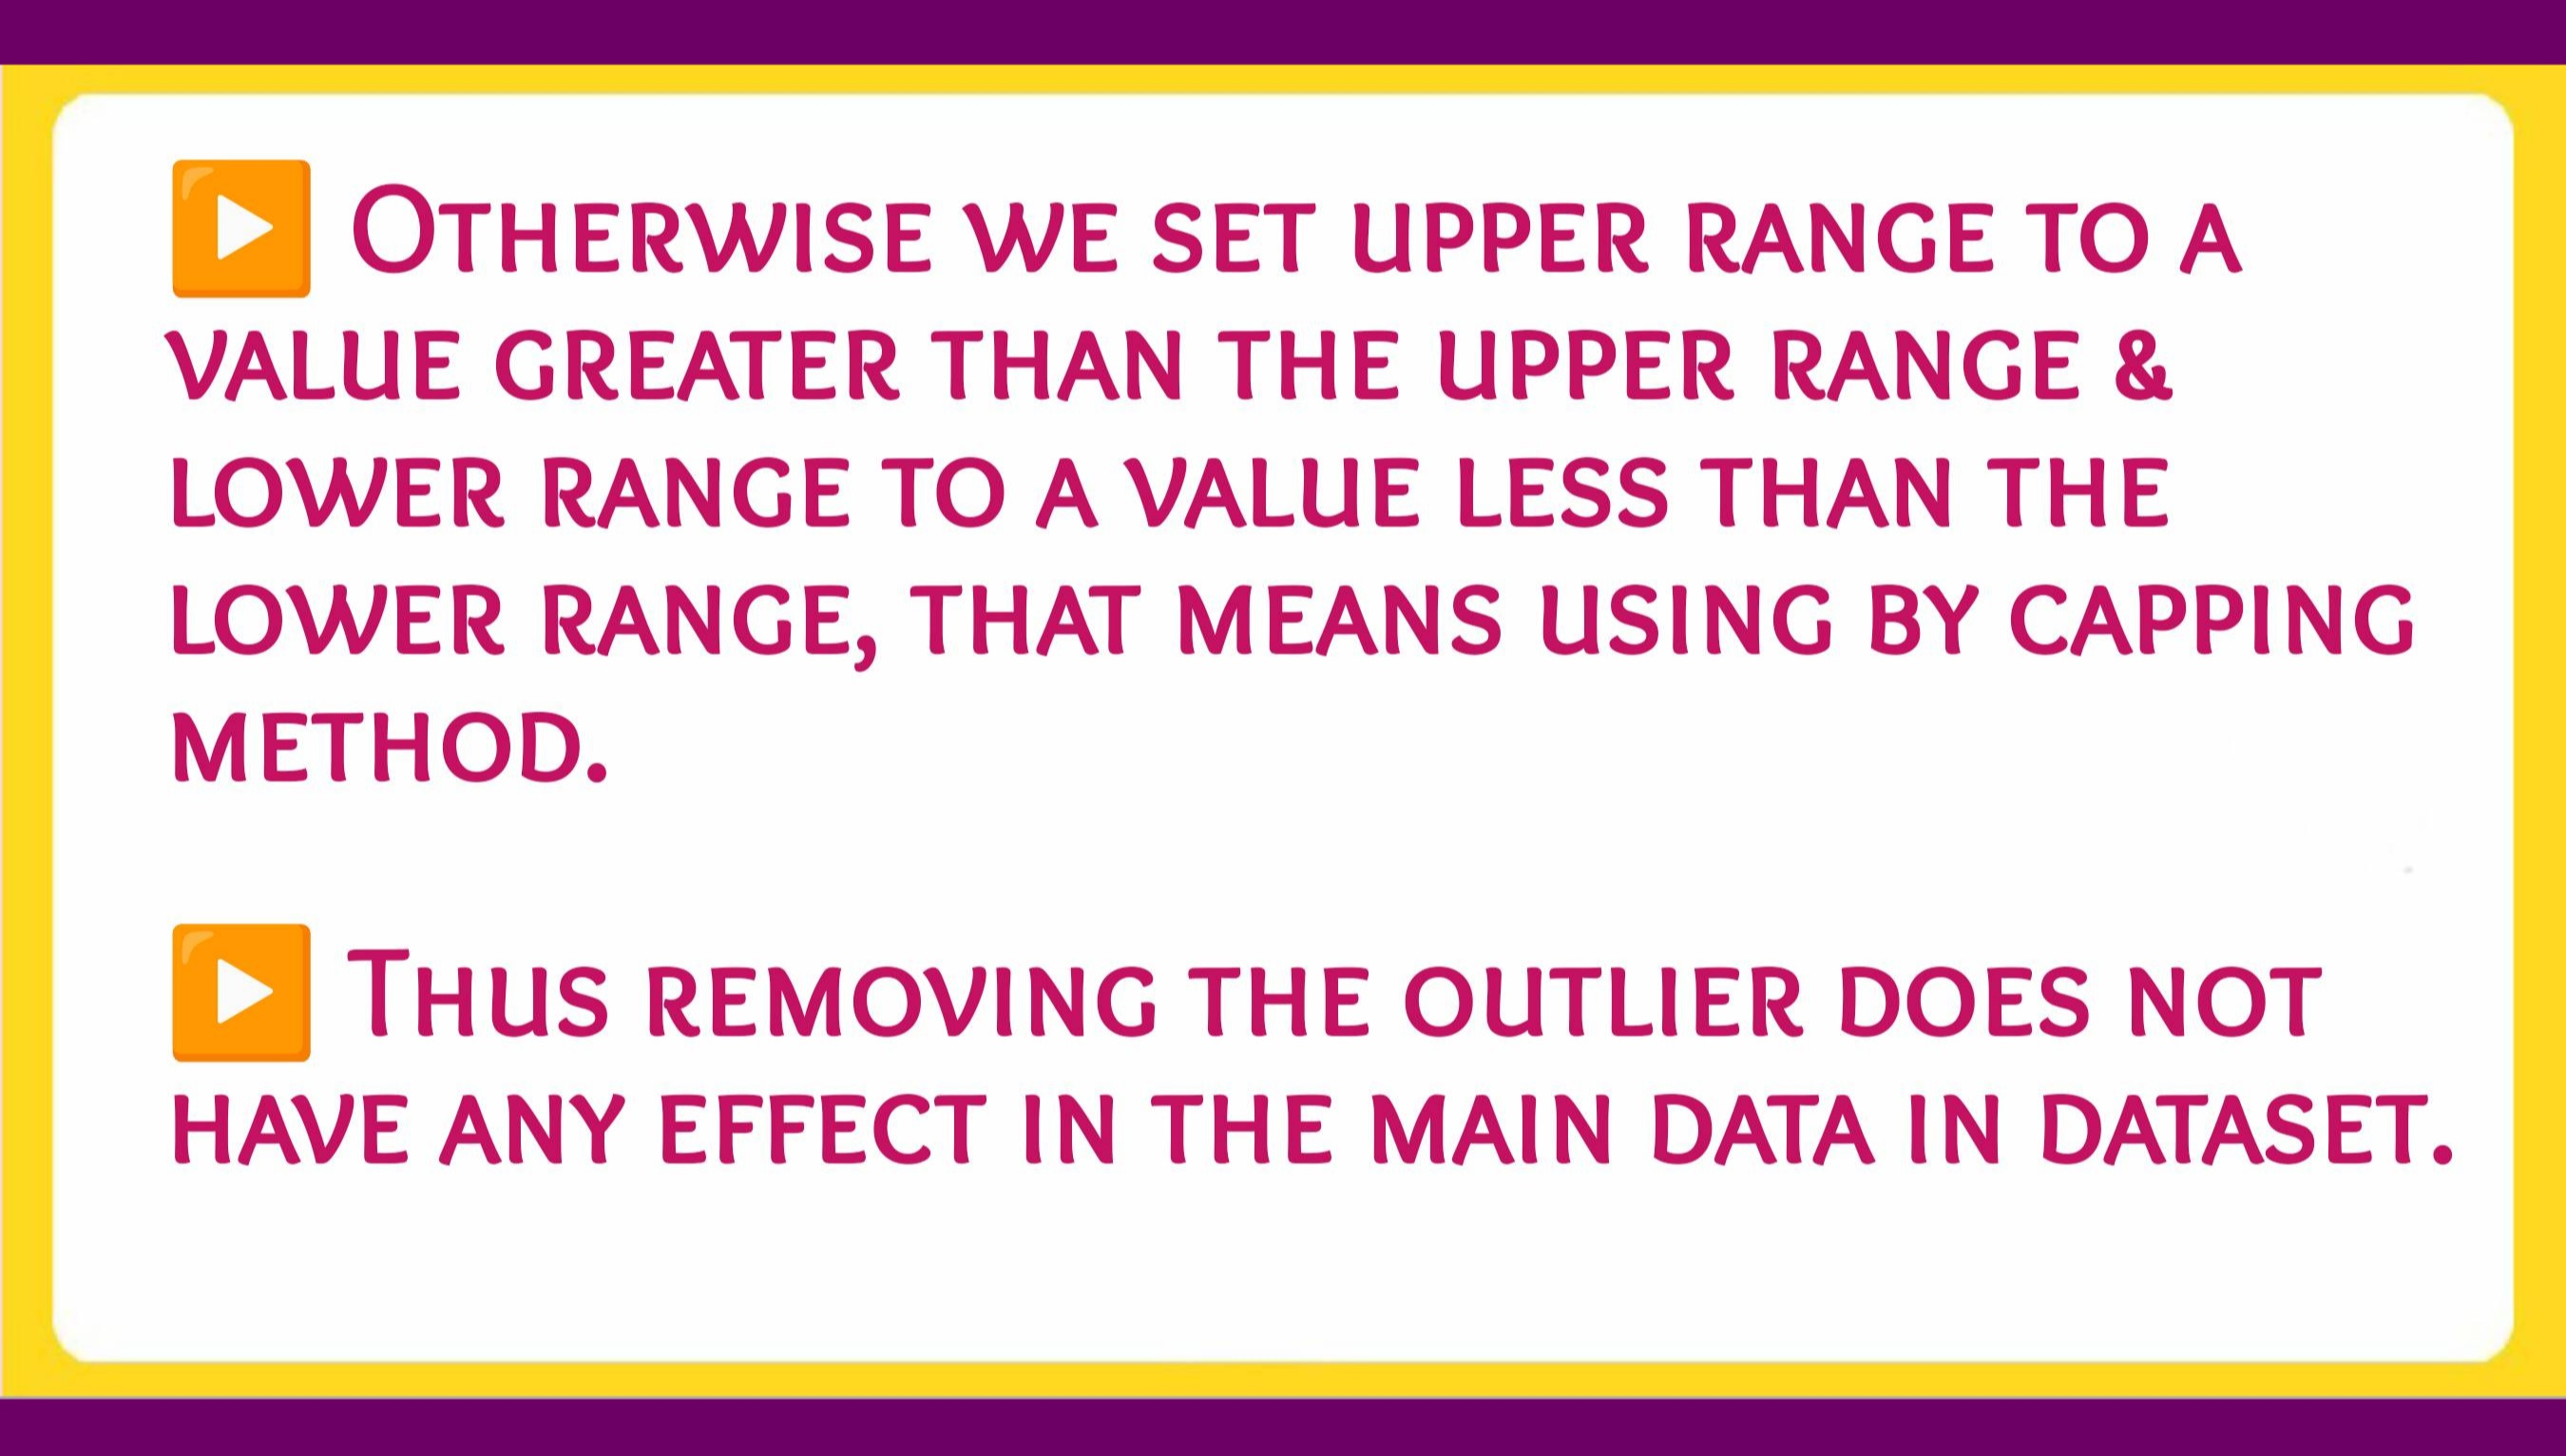 ▶️ Otherwise we set upper range to a
value greater than the upper range &
lower range to a value less than the
lower range, that means using by capping
method.
▶️ Thus removing the outlier does not
have any effect in the main data in dataset.